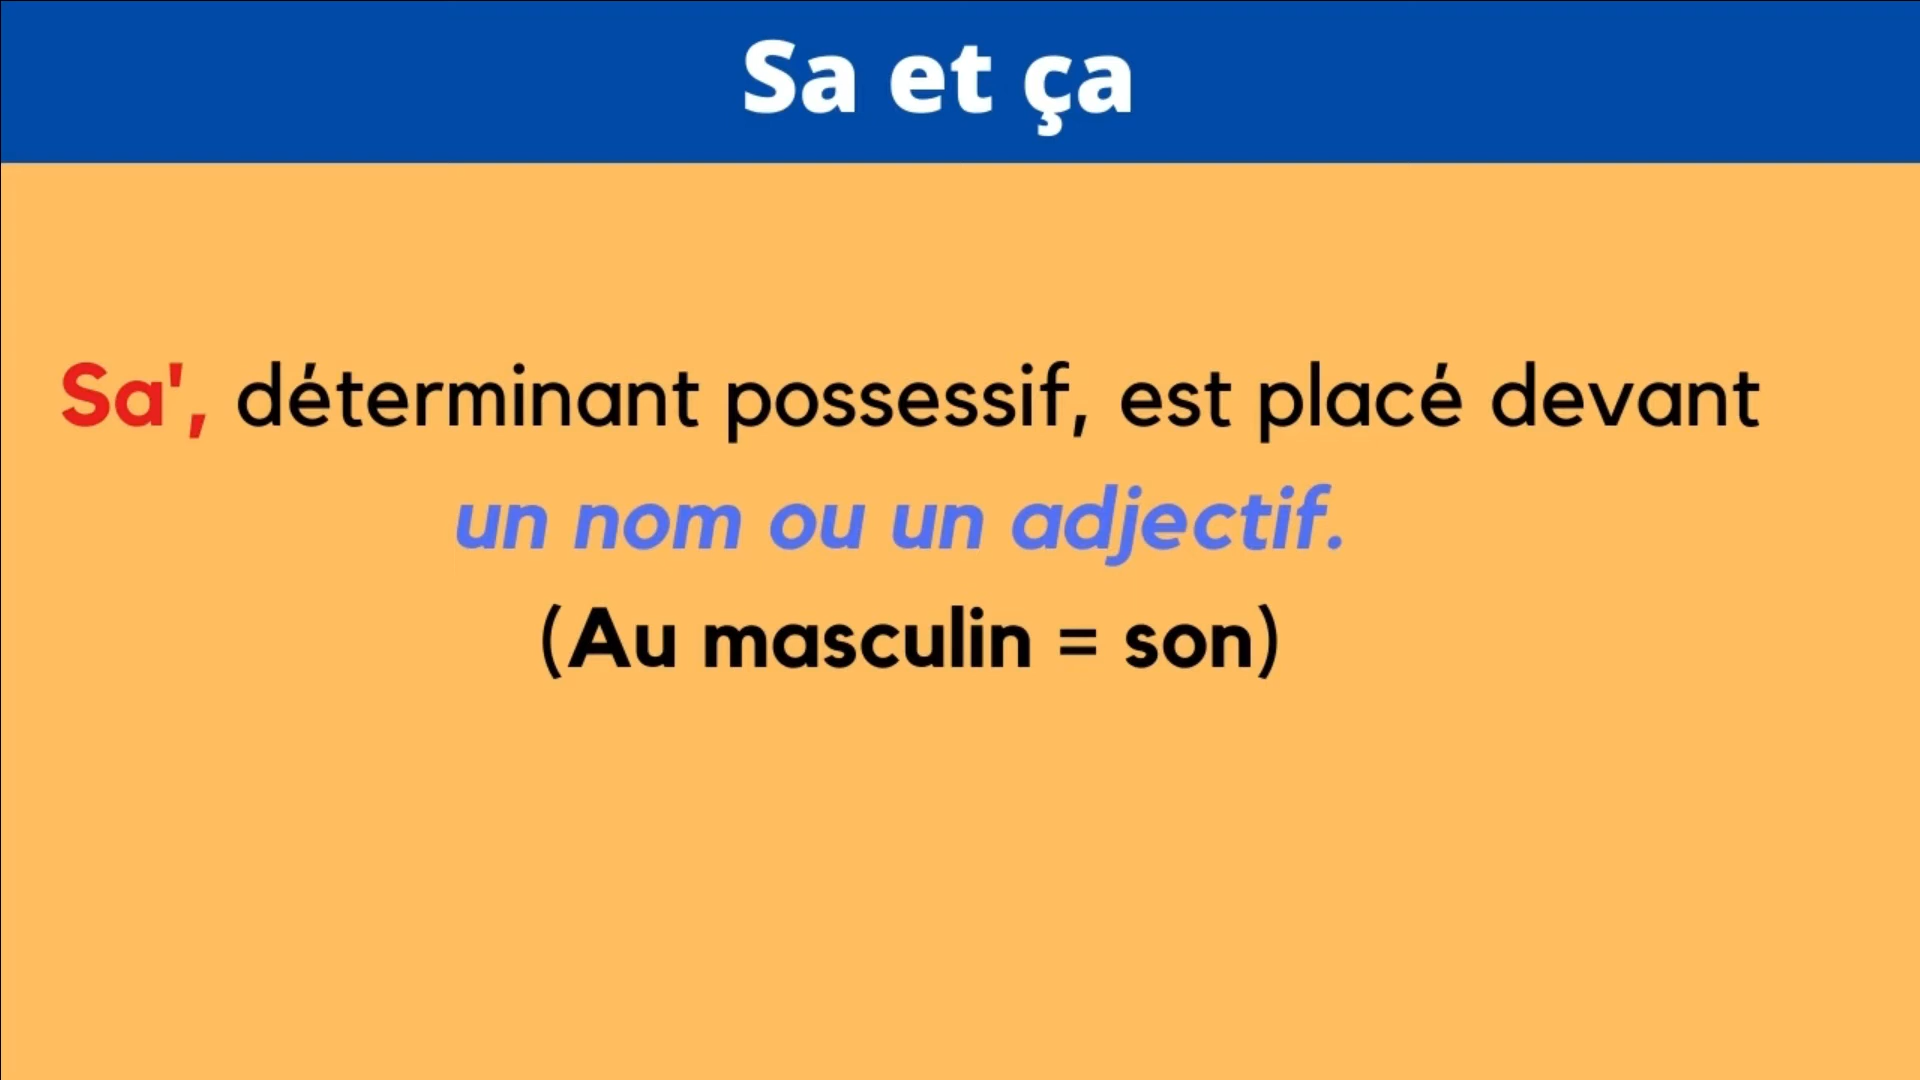 Sa et ça
Sa', déterminant possessif, est placé devant
un nom ou un adjectif.
(Au masculin = son)